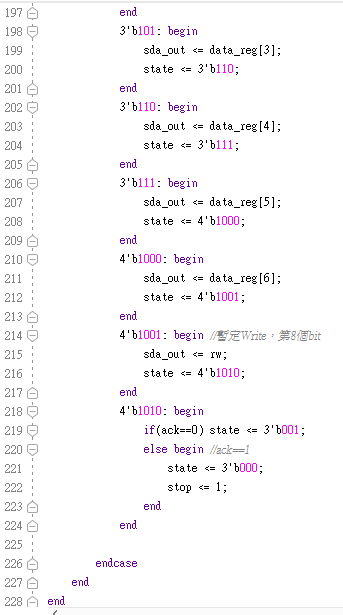 197 end
198 3'b101: begin
199 sda_out <= data_reg[3];
200 state <= 3'b110;
201 end
202 3'b110: begin
203 sda_out <= data_reg[4];
204 state <= 3'b111;
205 end
206 3'b111: begin
207 sda_out <= data_reg[5];
208 state <= 4'b1000;
209 end
210 4'b1000: begin
211 sda_out <= data_reg[6];
212 state <= 4'b1001;
213 end
214 4'b1001: begin //暫定Write,第8個bit
215 sda_out <= rw;
216 state <= 4'b1010;
217 end
218 4'b1010: begin
219 if(ack==0) state <= 3'b001;
220 else begin //ack==1
221 state <= 3'b000;
222 stop <= 1;
223 end
224 end
225
226 endcase
227 end
228 end